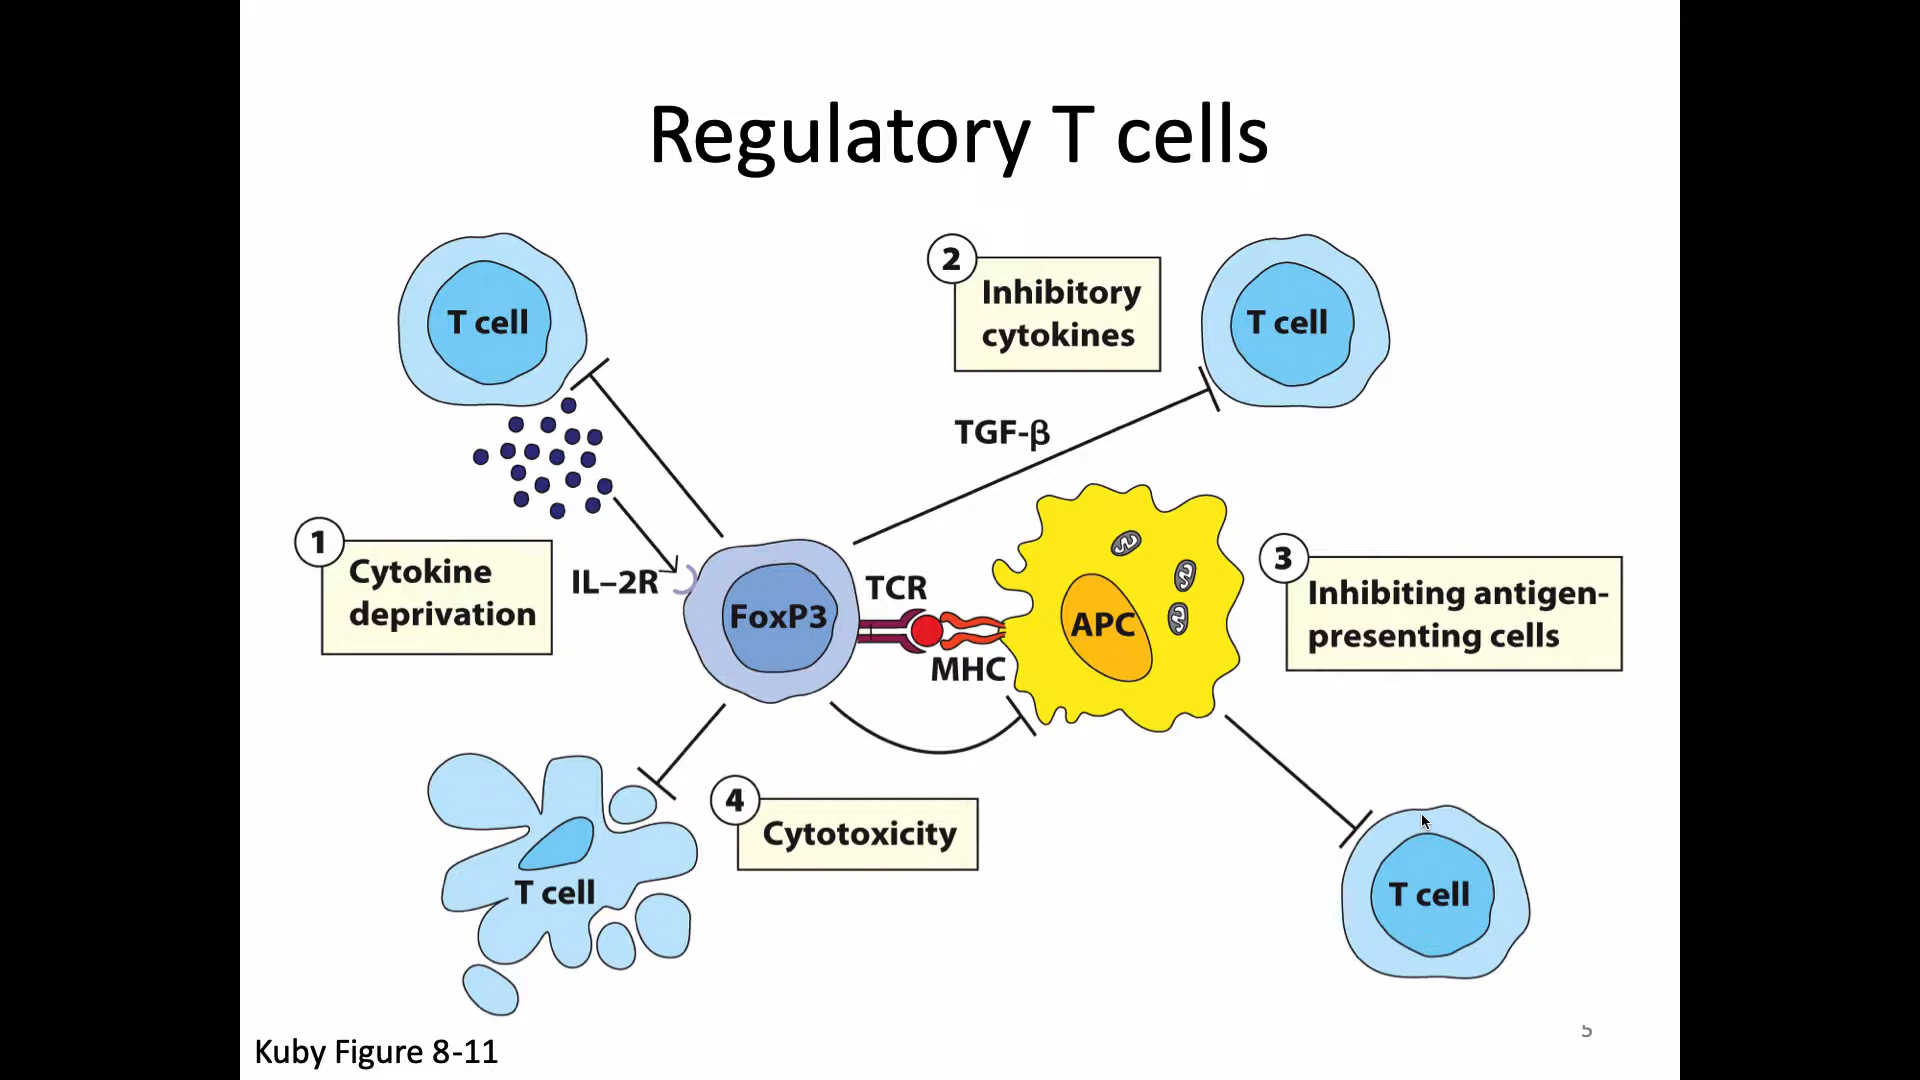 Regulatory T cells
T cell
2
Inhibitory
cytokines
T cell
TGF-β
1
Cytokine
deprivation
IL–2R
FoxP3
TCR
MHC
APC
3
Inhibiting antigen-
presenting cells
4
Cytotoxicity
T cell
T cell
Kuby Figure 8-11
5